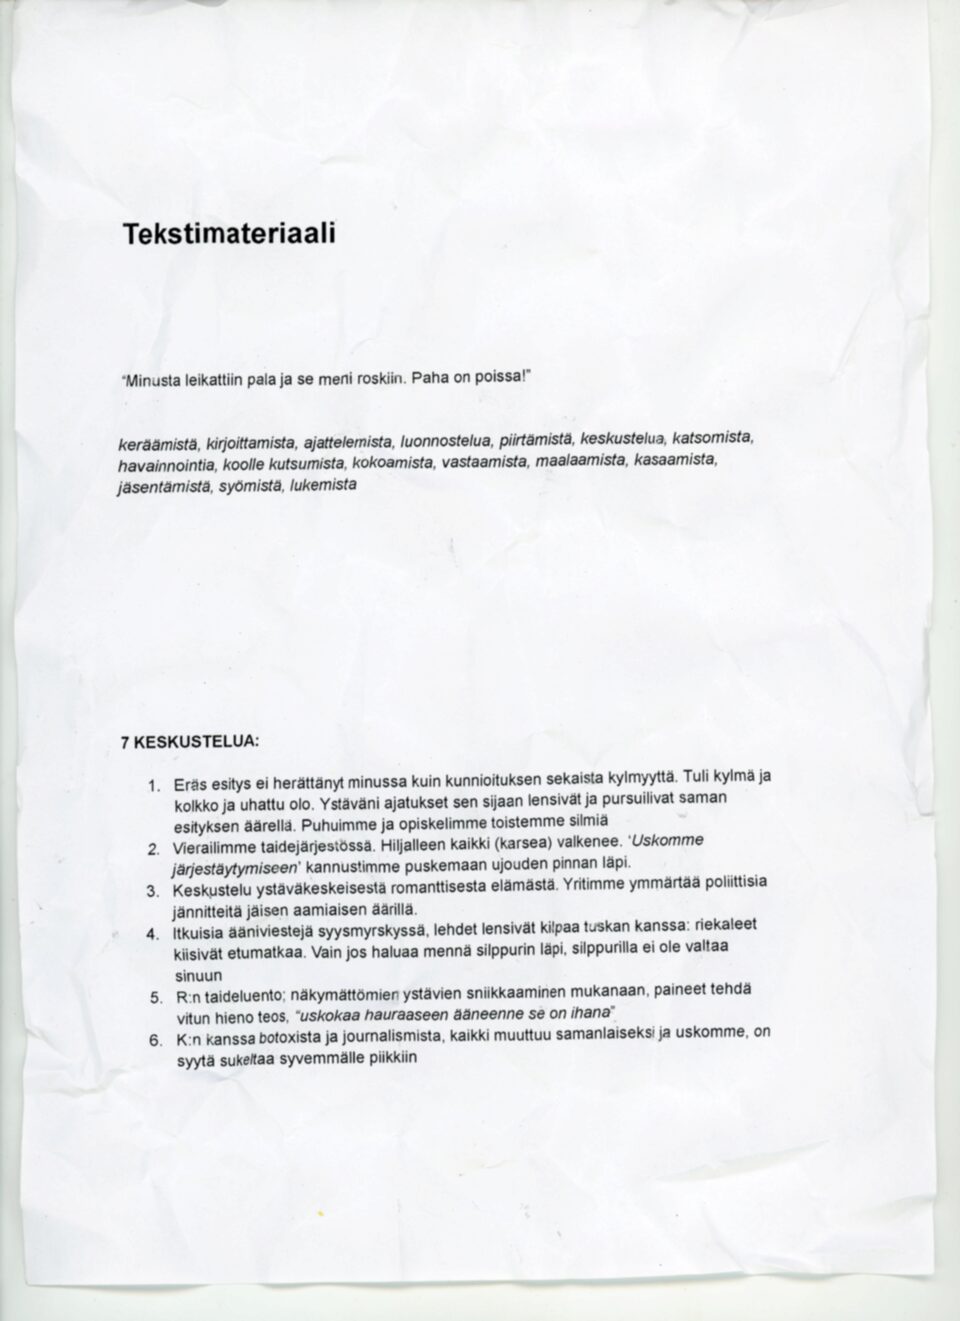 Tekstimateriaali
"Minusta leikattiin pala ja se meni roskiin. Paha on poissa!"
keräämistä, kirjoittamista, ajattelemista, luonnostelua, piirtämistä, keskustelua, katsomista,
havainnointia, koolle kutsumista, kokoamista, vastaamista, maalaamista, kasaamista,
jäsentämistä, syömistä, lukemista
7 KESKUSTELUA:
1. Eräs esitys ei herättänyt minussa kuin kunnioituksen sekaista kylmyyttä. Tuli kylmä ja
kolkko ja uhattu olo. Ystäväni ajatukset sen sijaan lensivät ja pursuilivat saman
esityksen äärellä. Puhuimme ja opiskelimme toistemme silmiä
2. Vierailimme taidejärjestössä. Hiljalleen kaikki (karsea) valkenee. 'Uskomme
järjestäytymiseen' kannustimme puskemaan ujouden pinnan läpi.
3. Keskustelu ystäväkeskeisestä romanttisesta elämästä. Yritimme ymmärtää poliittisia
jännitteitä jäisen aamiaisen äärillä.
4. Itkuisia ääniviestejä syysmyrskyssä, lehdet lensivät kilpaa tuskan kanssa: riekaleet
kiisivät etumatkaa. Vain jos haluaa mennä silppurin läpi, silppurilla ei ole valtaa
sinuun
5. R:n taideluento; näkymättömien ystävien sniikkaaminen mukanaan, paineet tehdä
vitun hieno teos, "uskokaa hauraaseen ääneenne se on ihana"
6. K:n kanssa botoxista ja journalismista, kaikki muuttuu samanlaiseksi ja uskomme, on
syytä sukeltaa syvemmälle piikkiin